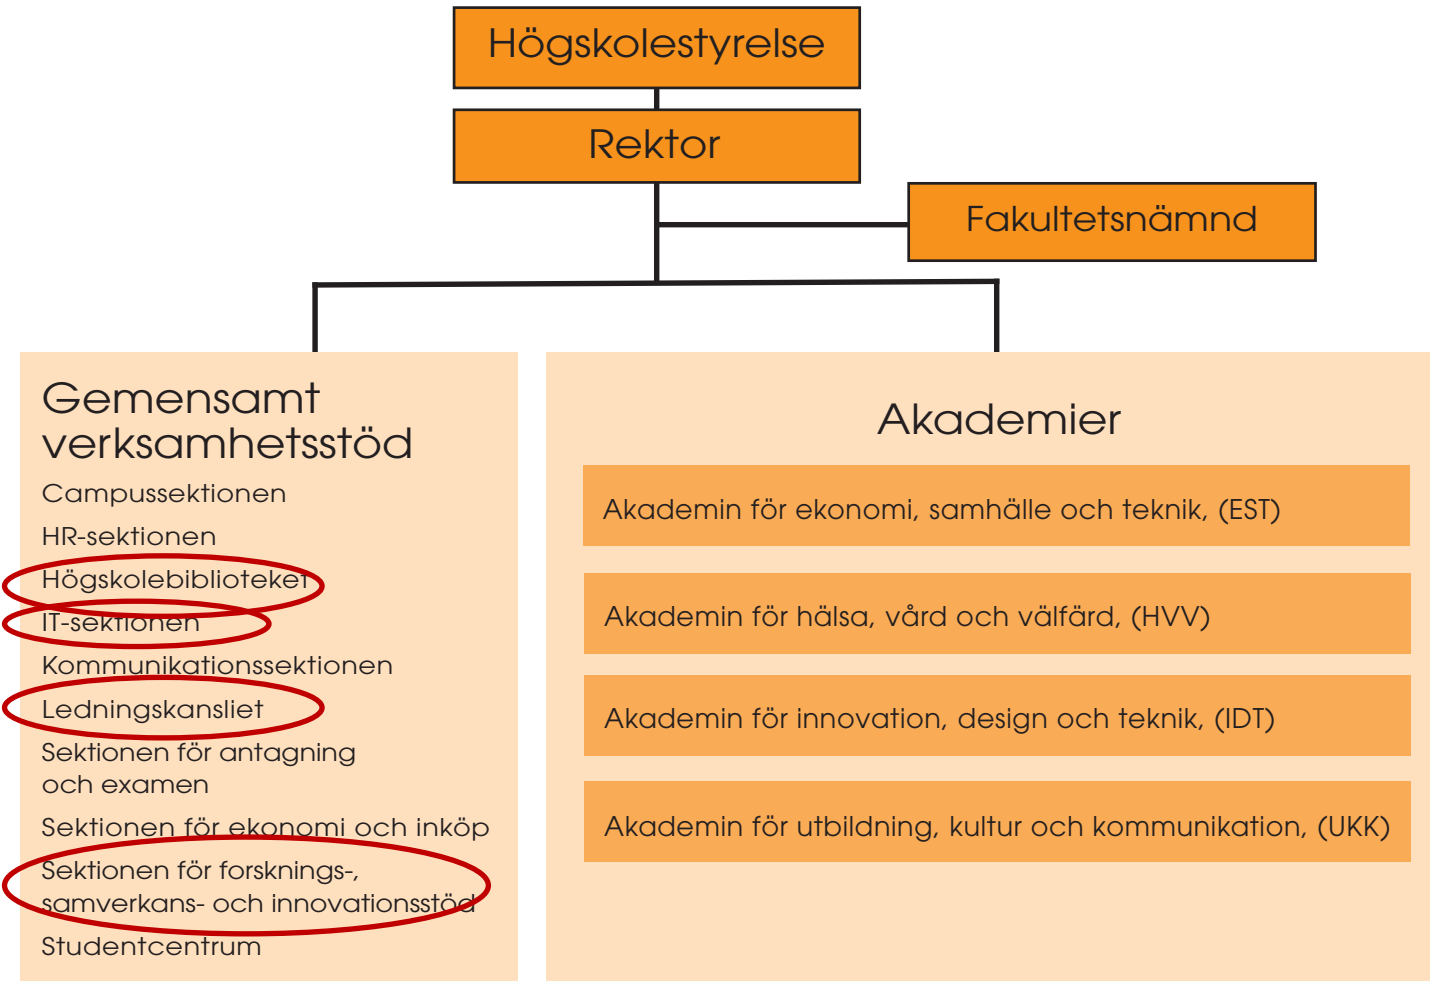 Högskolestyrelse
Rektor
Fakultetsnämnd
Gemensamt
verksamhetsstöd
Campussektionen
HR-sektionen
Högskolebiblioteket
IT-sektionen
Kommunikationssektionen
Ledningskansliet
Sektionen för antagning
och examen
Sektionen för ekonomi och inköp
Sektionen för forsknings-,
samverkans- och innovationsstöd
Studentcentrum
Akademier
Akademin för ekonomi, samhälle och teknik, (EST)
Akademin för hälsa, vård och välfärd, (HVV)
Akademin för innovation, design och teknik, (IDT)
Akademin för utbildning, kultur och kommunikation, (UKK)